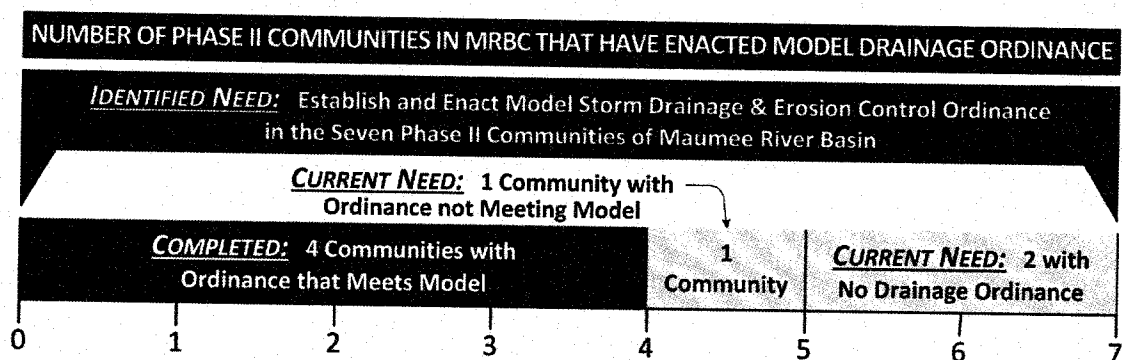 NUMBER OF PHASE II COMMUNITIES IN MRBC THAT HAVE ENACTED MODEL DRAINAGE ORDINANCE
IDENTIFIED NEED: Establish and Enact Model Storm Drainage & Erosion Control Ordinance
in the Seven Phase II Communities of Maumee River Basin
CURRENT NEED: 1 Community with
Ordinance not Meeting Model
COMPLETED: 4 Communities with
Ordinance that Meets Model
1
Community
CURRENT NEED: 2 with
No Drainage Ordinance
0 1 2 3 4 5 6 7